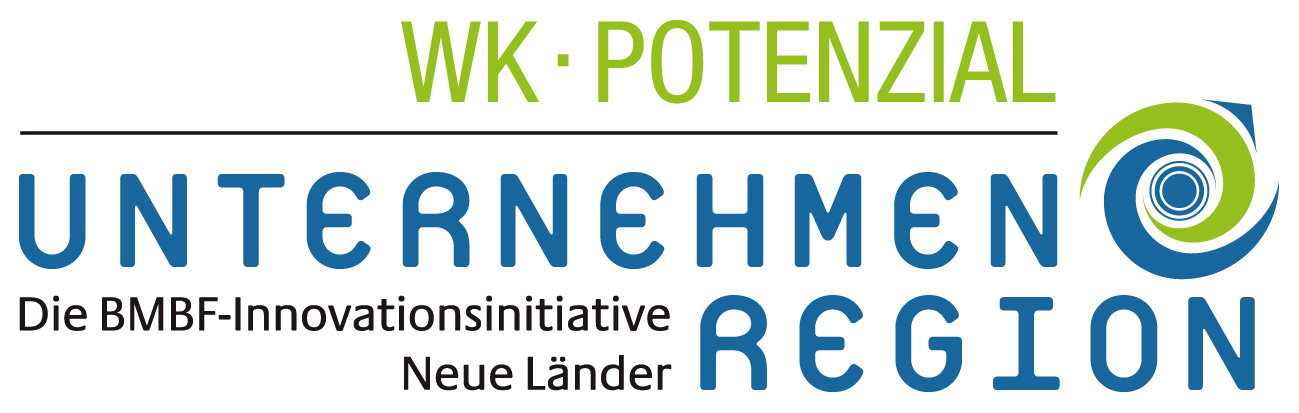 WK · POTENZIAL
UNTERNEHMEN
Die BMBF-Innovationsinitiative
Neue Länder
REGION